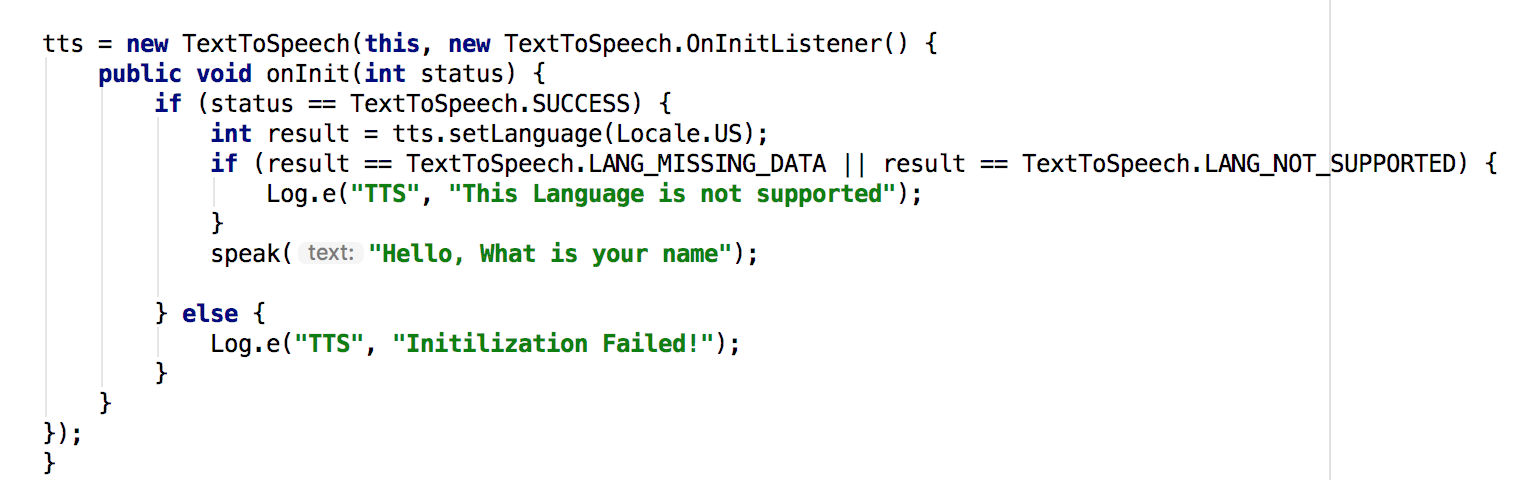 tts = new TextToSpeech(this, new TextToSpeech.OnInitListener() {
    public void onInit(int status) {
        if (status == TextToSpeech.SUCCESS) {
            int result = tts.setLanguage(Locale.US);
            if (result == TextToSpeech.LANG_MISSING_DATA || result == TextToSpeech.LANG_NOT_SUPPORTED) {
                Log.e("TTS", "This Language is not supported");
            }
            speak( text: "Hello, What is your name");

        } else {
            Log.e("TTS", "Initilization Failed!");
        }
    }
});
}